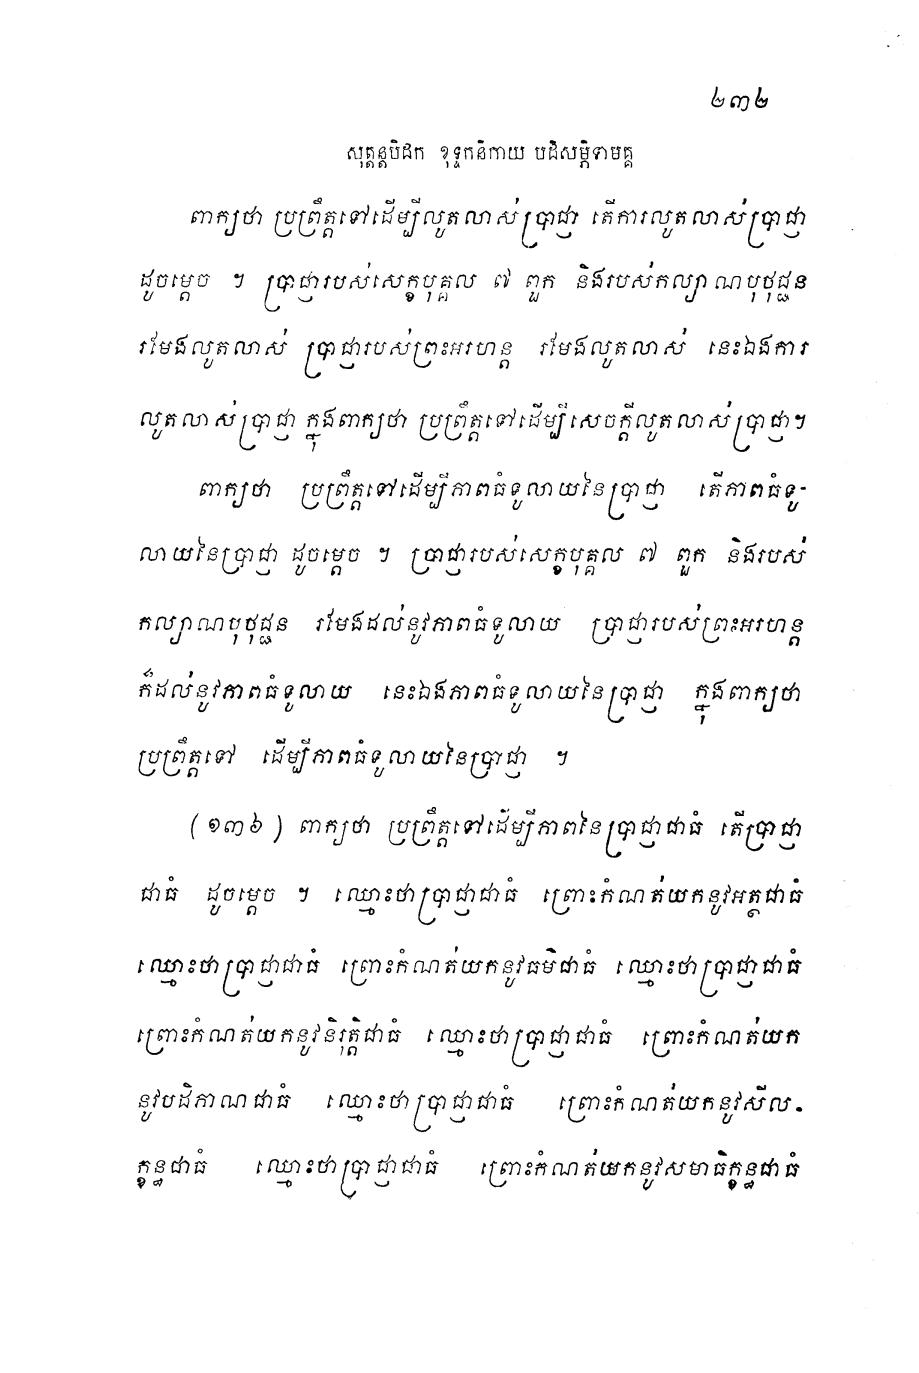 ២៣២
សុត្តន្តបិដក ខុទ្ទកនិកាយ បដិសម្ភិទាមគ្គ
ពាក្យថា ប្រព្រឹត្តទៅដើម្បីលូតលាស់ប្រាជ្ញា តើការលូតលាស់ប្រាជ្ញា
ដូចម្តេច ។ ប្រាជ្ញារបស់សេក្ខបុគ្គល ៧ ពួក និងរបស់កល្យាណបុថុជ្ជន
រមែងលូតលាស់ ប្រាជ្ញារបស់ព្រះអរហន្ត រមែងលូតលាស់ នេះឯងការ
លូតលាស់ប្រាជ្ញា ក្នុងពាក្យថា ប្រព្រឹត្តទៅដើម្បីសេចក្តីលូតលាស់ប្រាជ្ញា។
ពាក្យថា ប្រព្រឹត្តទៅដើម្បីភាពធំទូលាយនៃប្រាជ្ញា តើភាពធំទូ-
លាយនៃប្រាជ្ញា ដូចម្តេច ។ ប្រាជ្ញារបស់សេក្ខបុគ្គល ៧ ពួក និងរបស់
កល្យាណបុថុជ្ជន រមែងដល់នូវភាពធំទូលាយ ប្រាជ្ញារបស់ព្រះអរហន្ត
ក៏ដល់នូវភាពធំទូលាយ នេះឯងភាពធំទូលាយនៃប្រាជ្ញា ក្នុងពាក្យថា
ប្រព្រឹត្តទៅ ដើម្បីភាពធំទូលាយនៃប្រាជ្ញា ។
(១៣៦) ពាក្យថា ប្រព្រឹត្តទៅដើម្បីភាពនៃប្រាជ្ញាជាធំ តើប្រាជ្ញា
ជាធំ ដូចម្តេច ។ ឈ្មោះថាប្រាជ្ញាជាធំ ព្រោះកំណត់យកនូវអត្ថជាធំ
ឈ្មោះថាប្រាជ្ញាជាធំ ព្រោះកំណត់យកនូវធម៌ជាធំ ឈ្មោះថាប្រាជ្ញាជាធំ
ព្រោះកំណត់យកនូវនិរុត្តិជាធំ ឈ្មោះថាប្រាជ្ញាជាធំ ព្រោះកំណត់យក
នូវបដិភាណជាធំ ឈ្មោះថាប្រាជ្ញាជាធំ ព្រោះកំណត់យកនូវសីល-
ក្ខន្ធជាធំ ឈ្មោះថាប្រាជ្ញាជាធំ ព្រោះកំណត់យកនូវសមាធិក្ខន្ធជាធំ